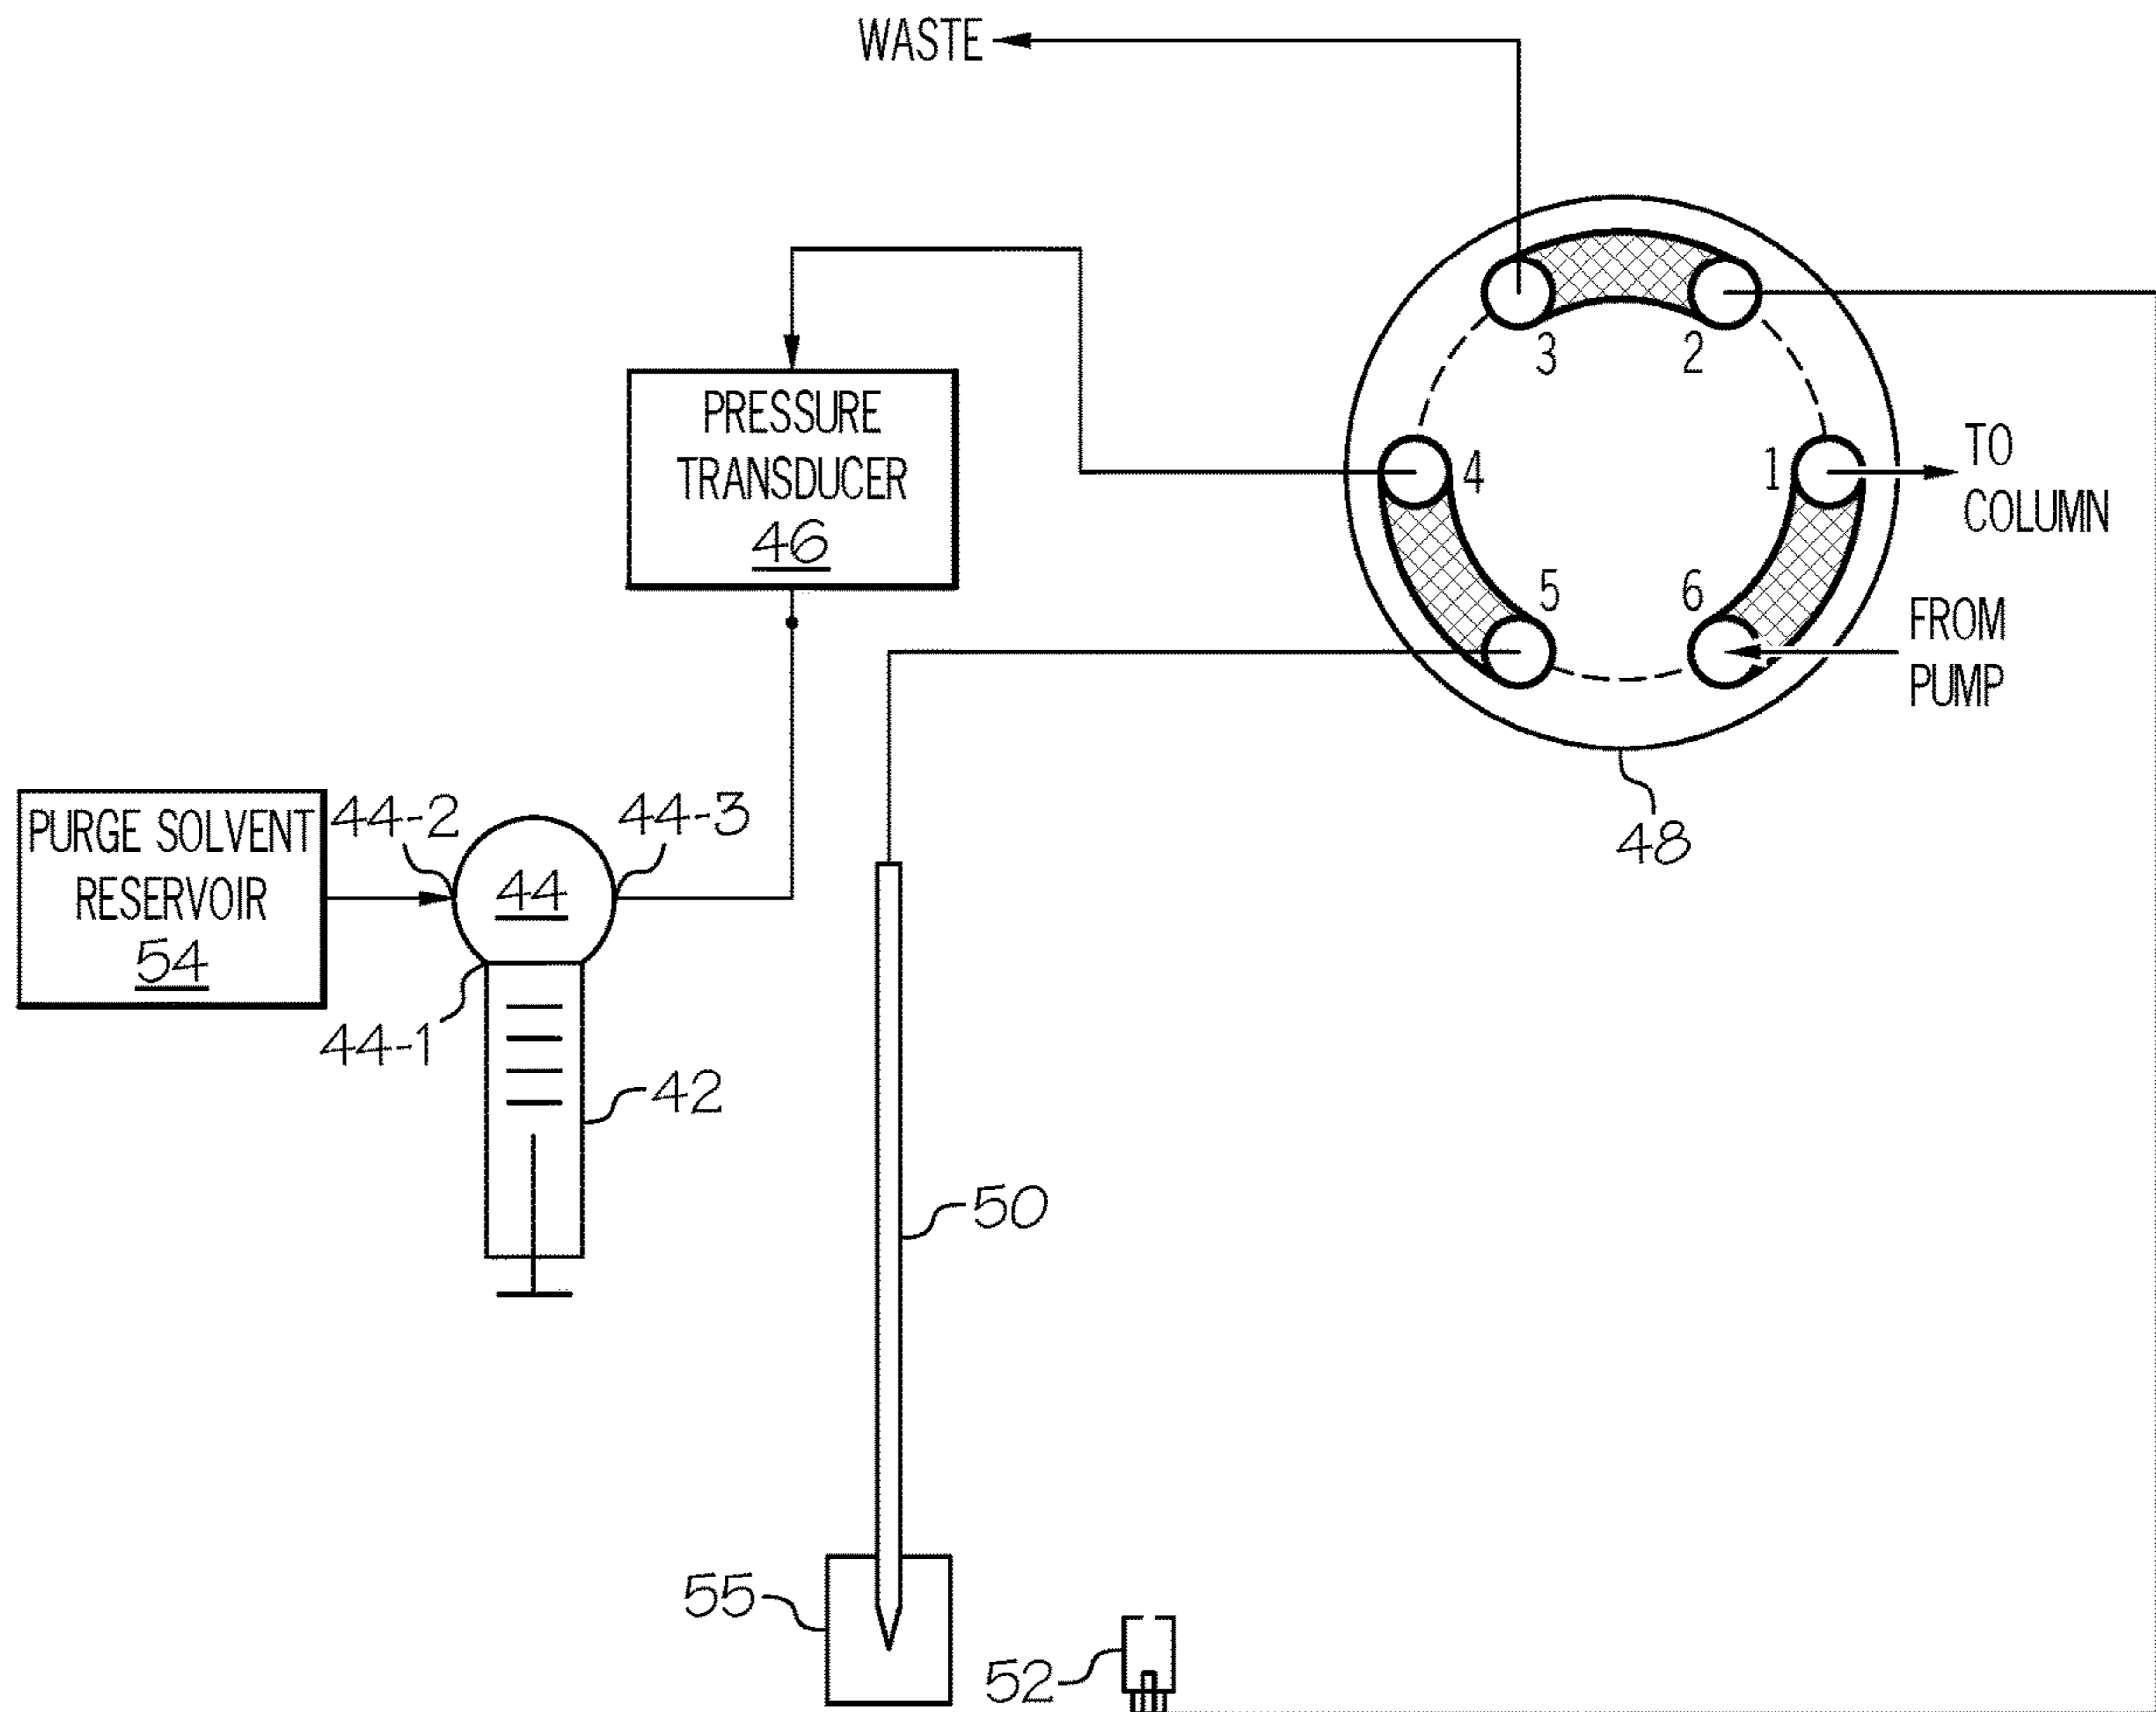 WASTE
3
2
PRESSURE
TRANSDUCER
46
4
1
TO
COLUMN
5
6
FROM
PUMP
48
PURGE SOLVENT
RESERVOIR
54
44-2
44
44-3
44-1
42
50
55
52